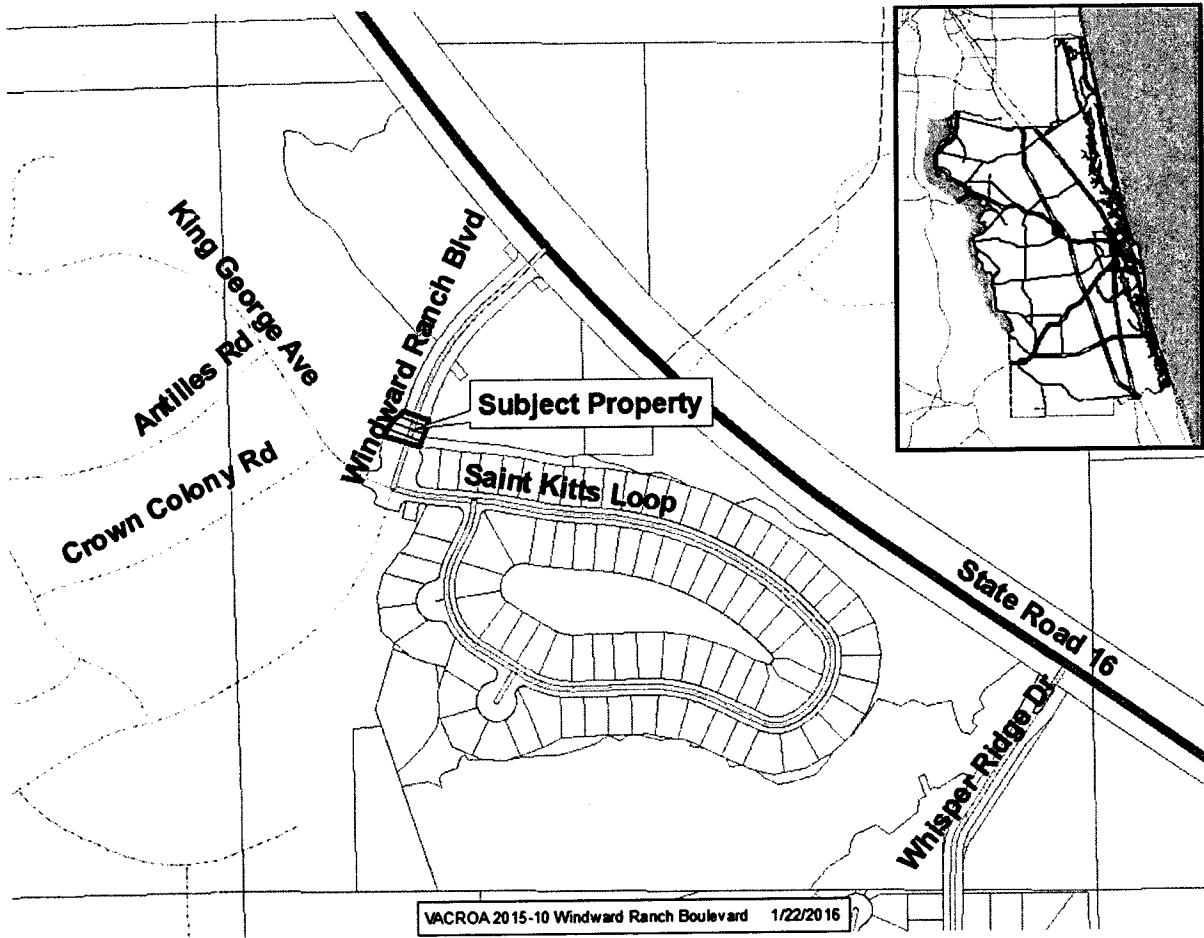 King George Ave
Antilles Rd
Crown Colony Rd
Windward Ranch Blvd
Subject Property
Saint Kitts Loop
State Road 16
Whisper Ridge Dr
VACROA 2015-10 Windward Ranch Boulevard 1/22/2016